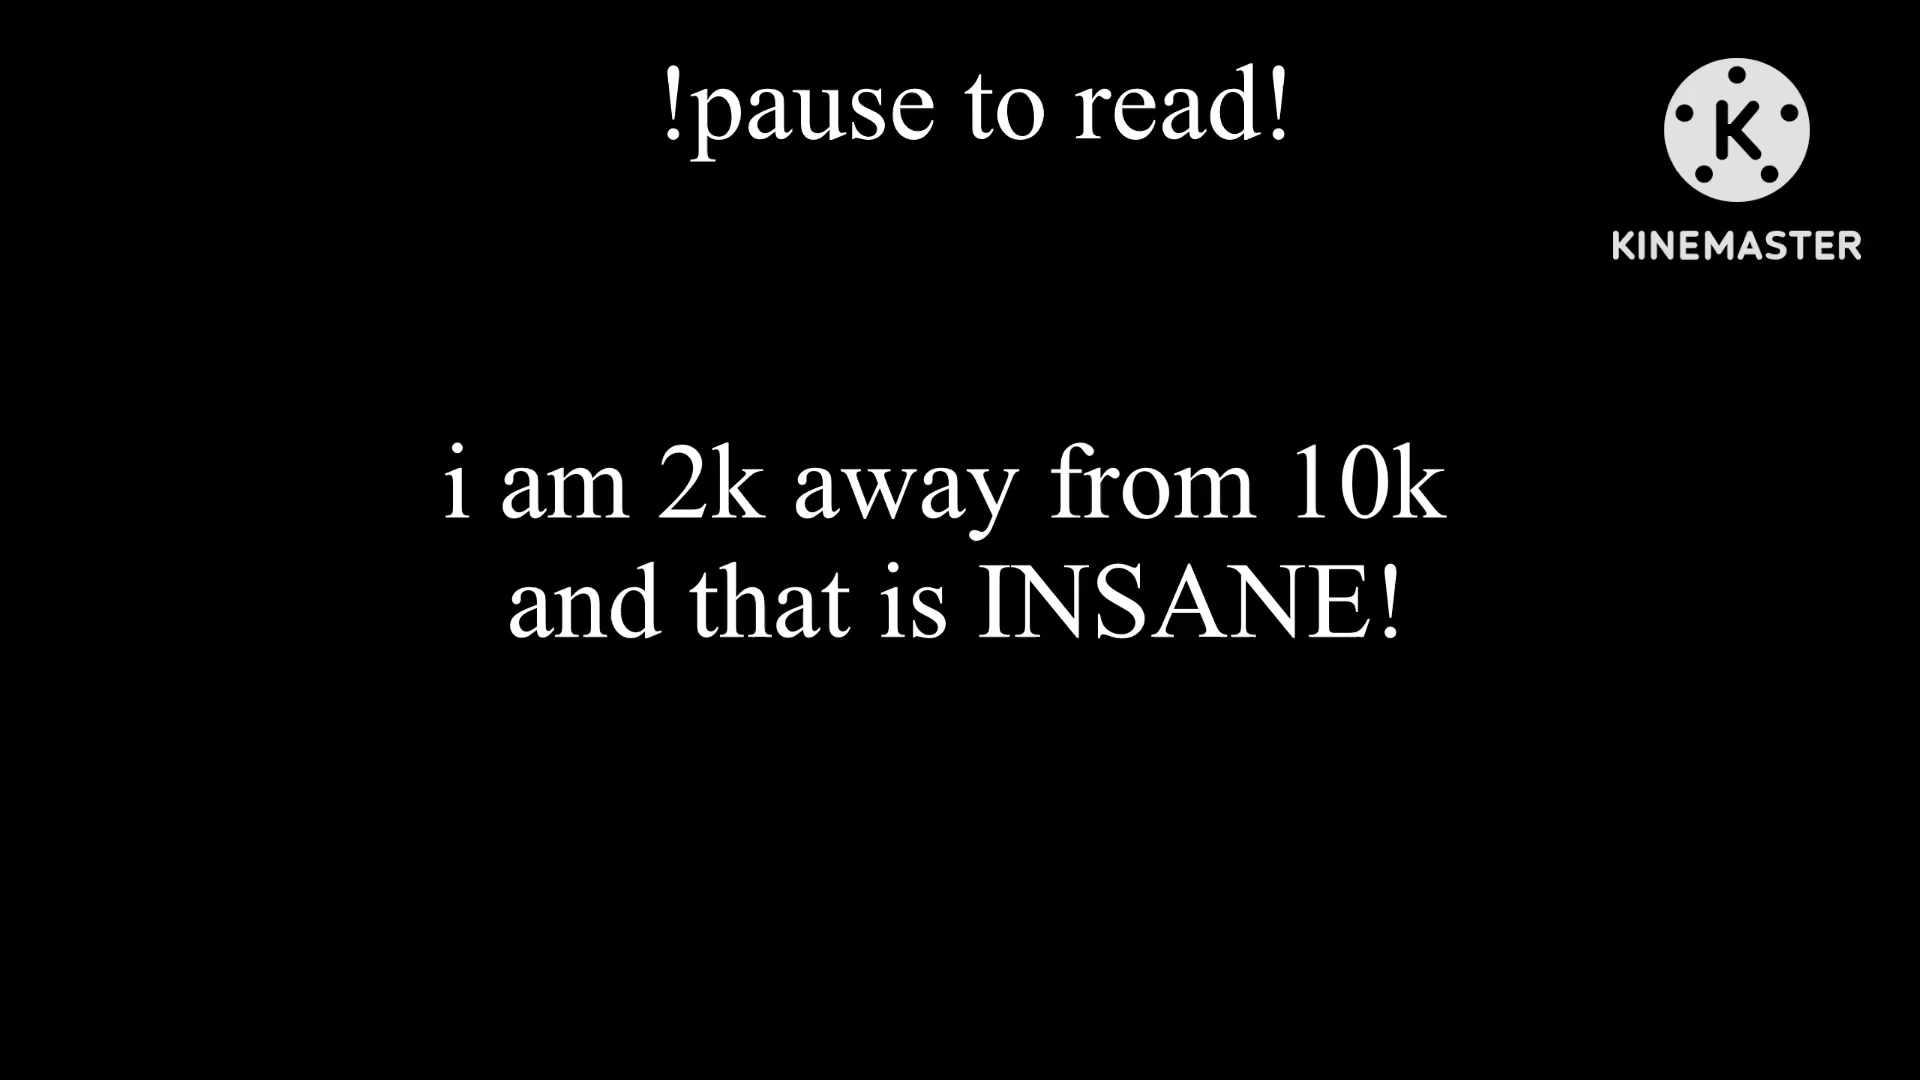 !pause to read!
K
KINEMASTER
i am 2k away from 10k
and that is INSANE!